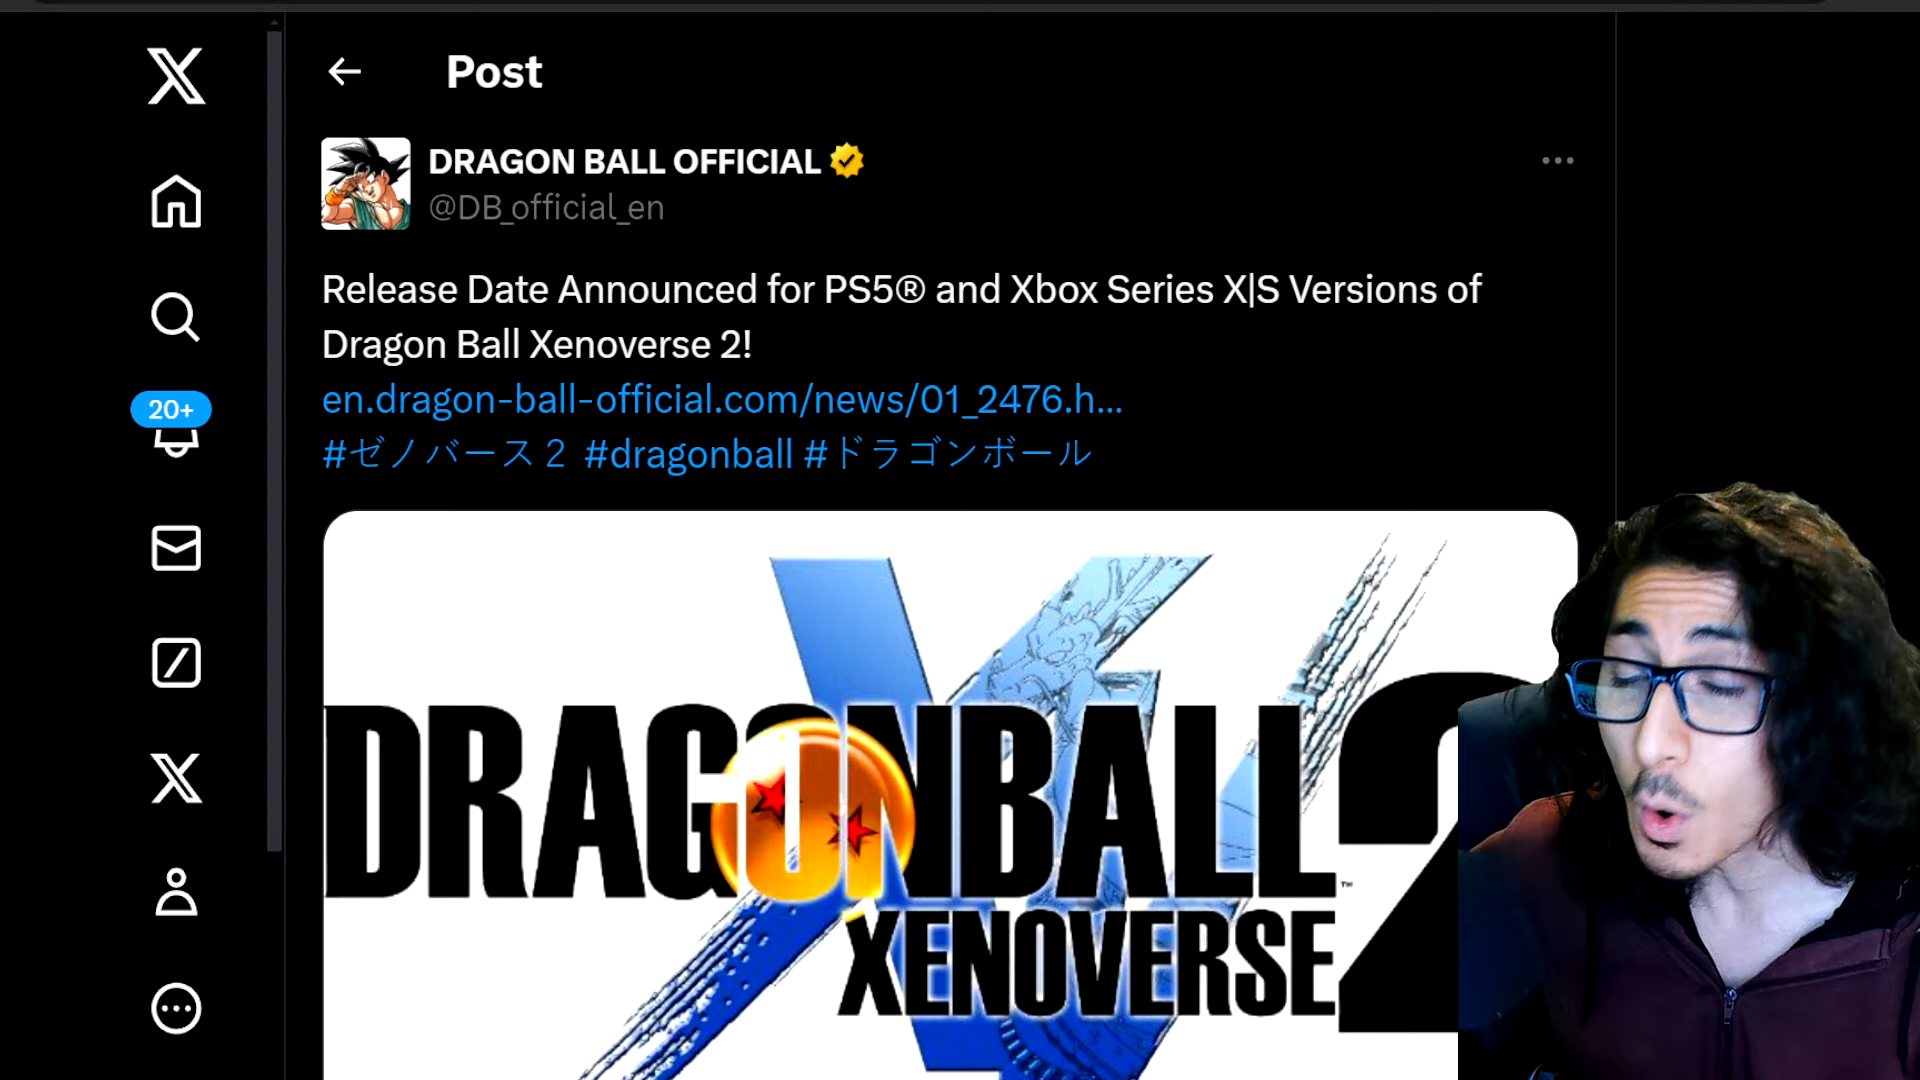 Post
DRAGON BALL OFFICIAL
@DB_official_en
Release Date Announced for PS5® and Xbox Series X|S Versions of
Dragon Ball Xenoverse 2!
en.dragon-ball-official.com/news/01_2476.h...
#ゼノバース２ #dragonball #ドラゴンボール
20+
DRAGONBALL 2
™
XENOVERSE